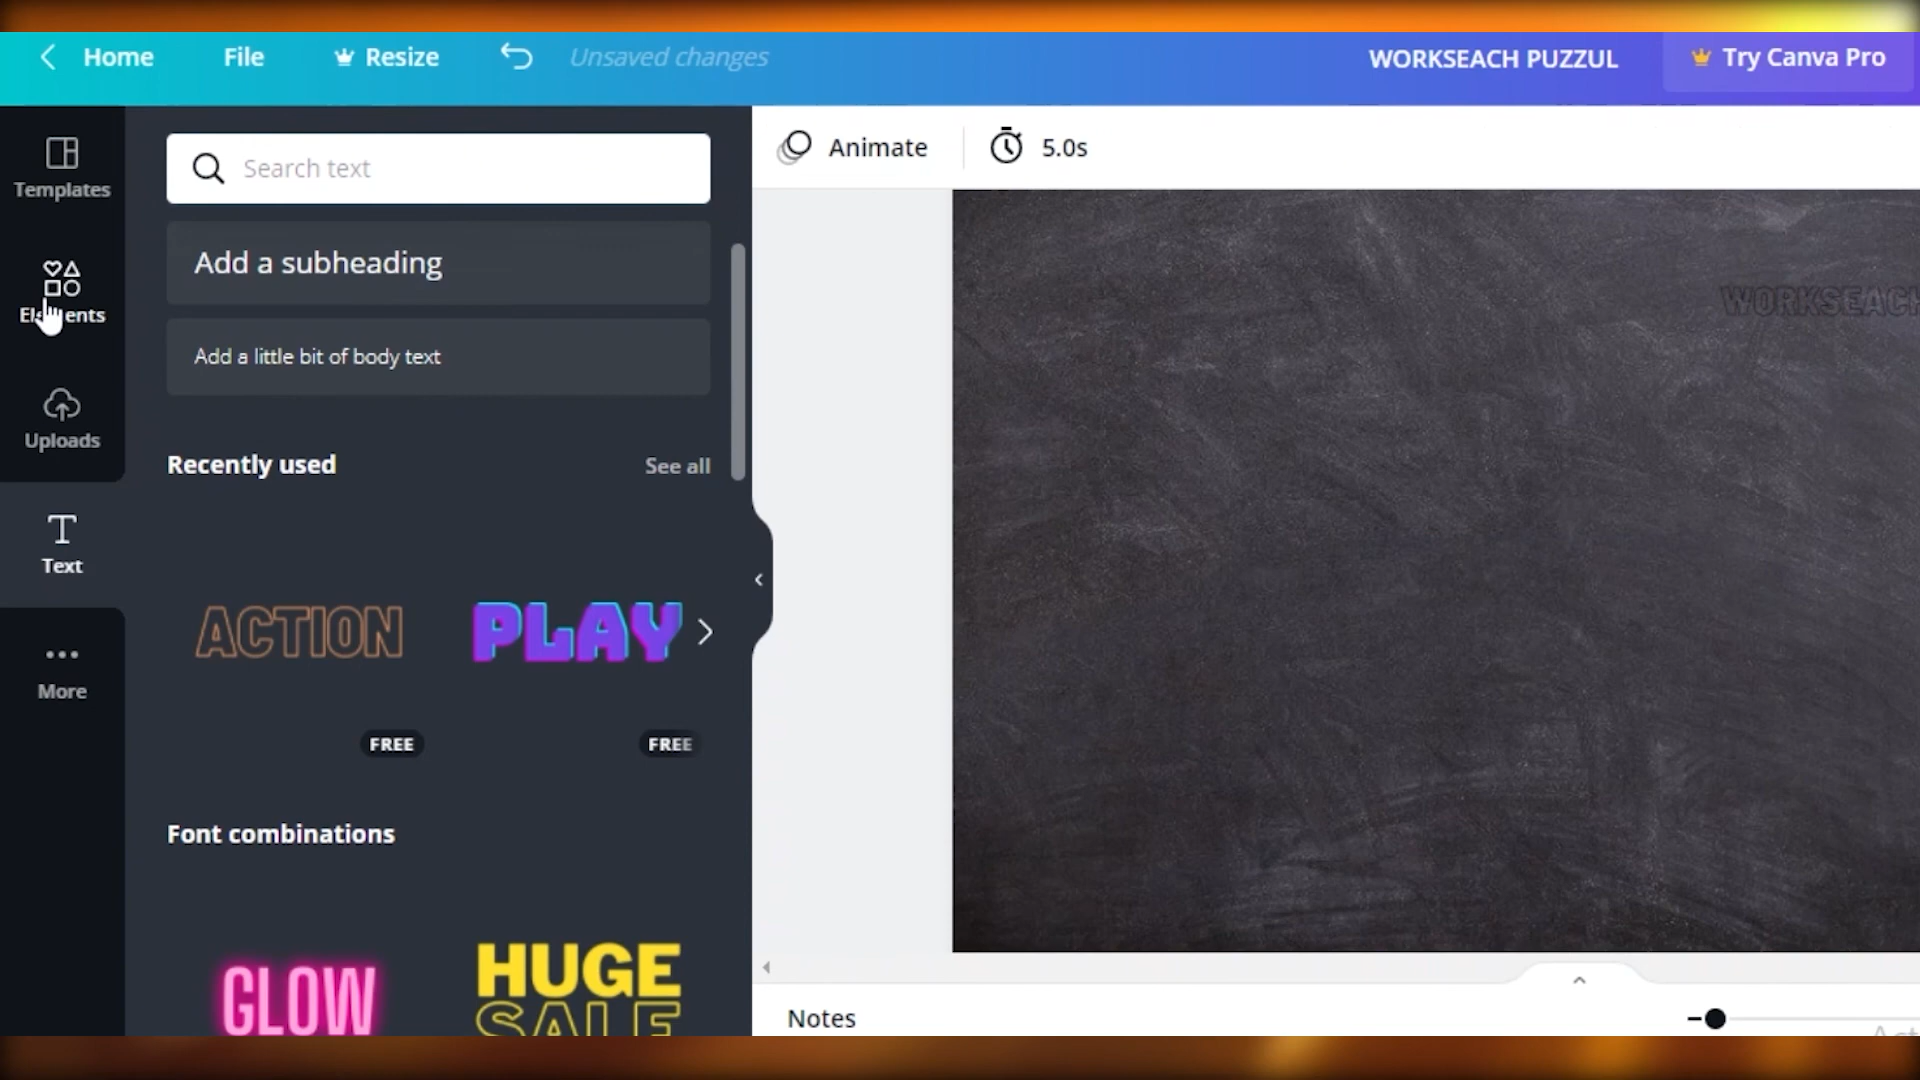 Home File Resize Unsaved changes WORKSEACH PUZZUL Try Canva Pro
Templates
Elements
Uploads
Text
More
Search text
Add a subheading
Add a little bit of body text
Recently used See all
ACTION PLAY
FREE FREE
Font combinations
GLOW HUGE
SALE
Animate 5.0s
WORKSEACH
Notes